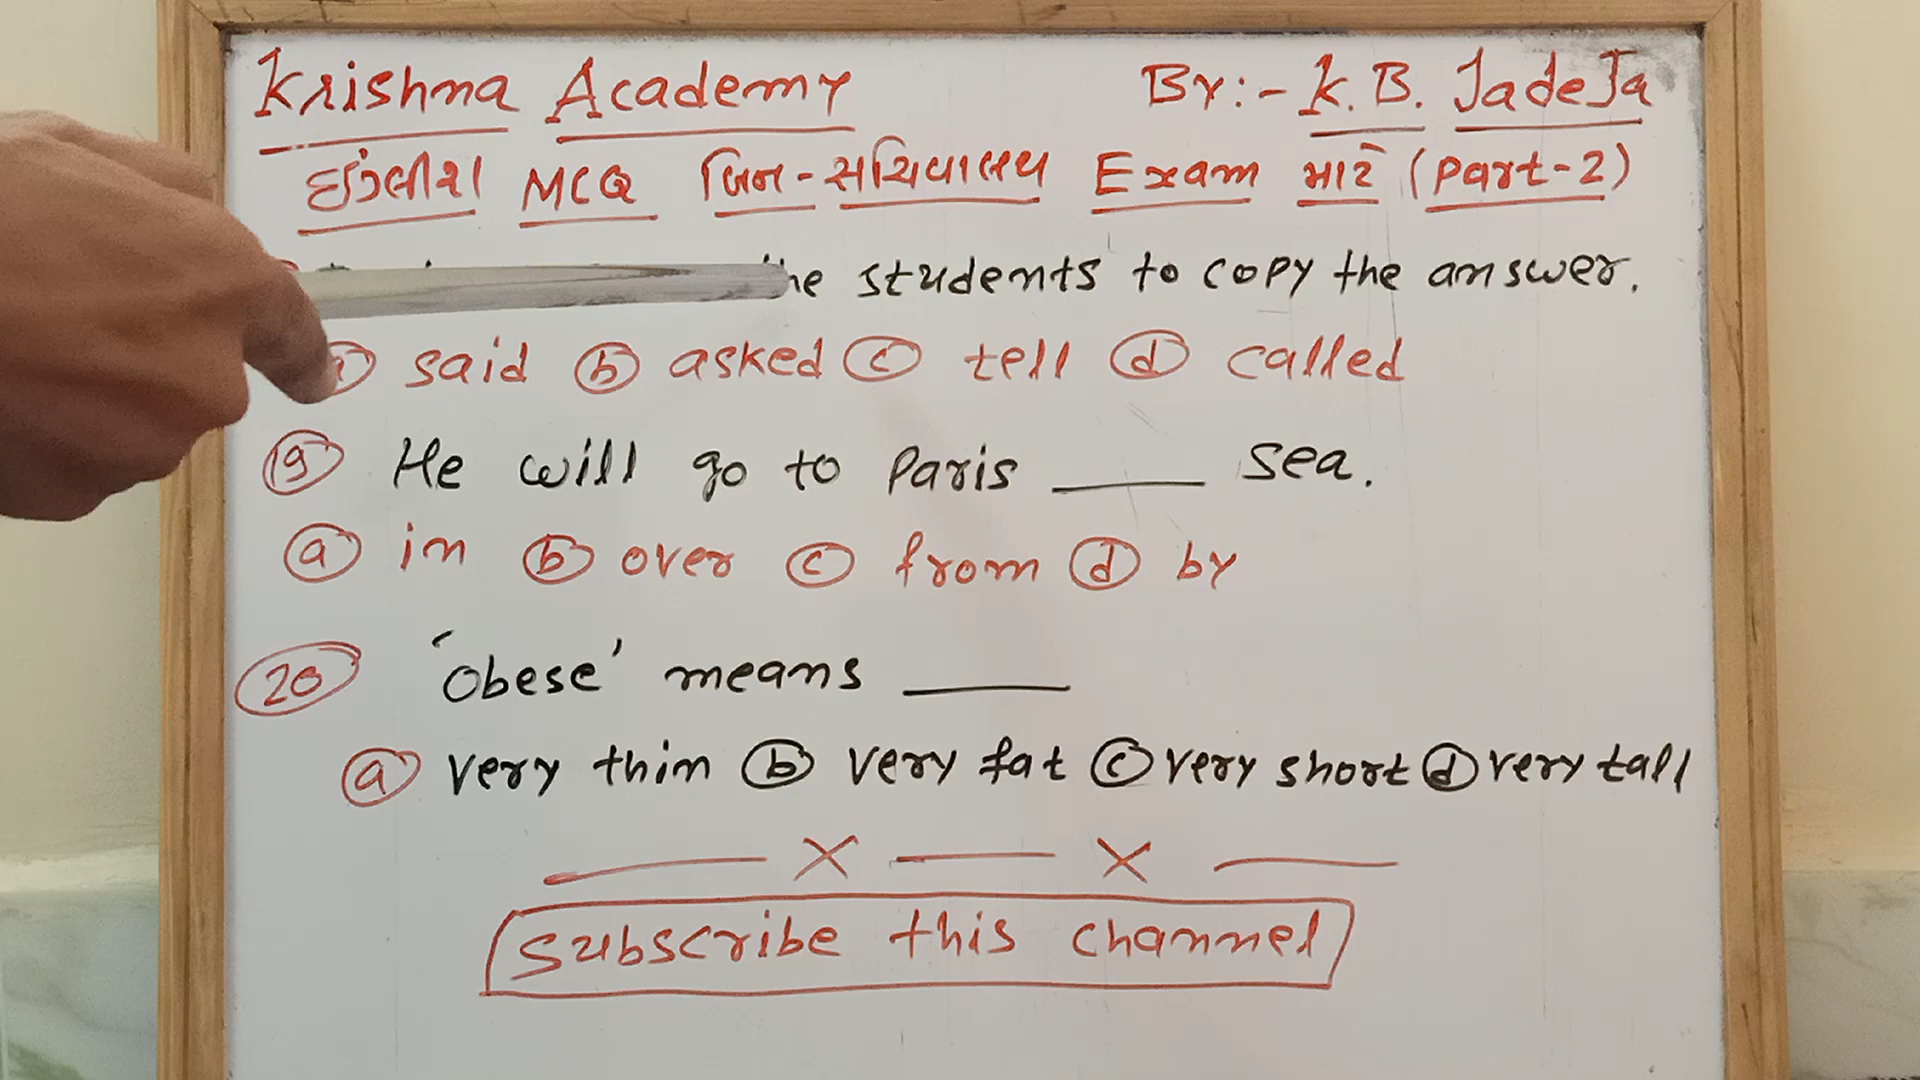 Krishna Academy By:- K. B. JadeJa
ઈંગ્લીશ MCQ બિન-સચિવાલય Exam માટે (Part-2)
the students to copy the answer.
a said b asked c tell d called
19 He will go to Paris ____ sea.
a in b over c from d by
20 'obese' means ____
a very thin b very fat c very short d very tall
—— X —— X ——
Subscribe this channel